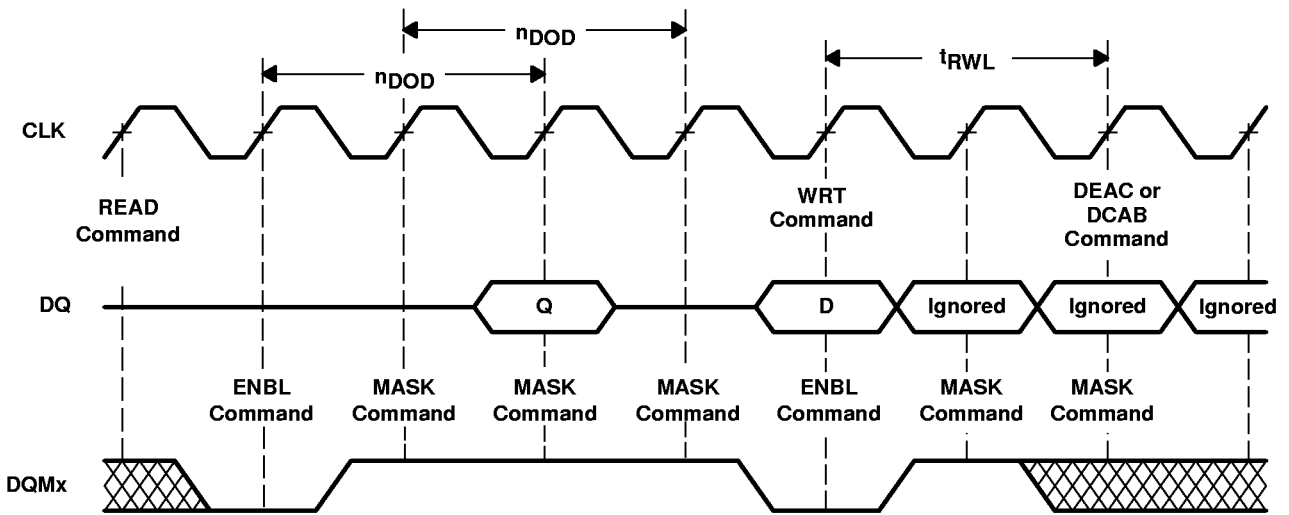 nDOD
nDOD
tRWL
CLK
READ
Command
WRT
Command
DEAC or
DCAB
Command
DQ
Q
D
Ignored
Ignored
Ignored
ENBL
Command
MASK
Command
MASK
Command
MASK
Command
ENBL
Command
MASK
Command
MASK
Command
DQMx